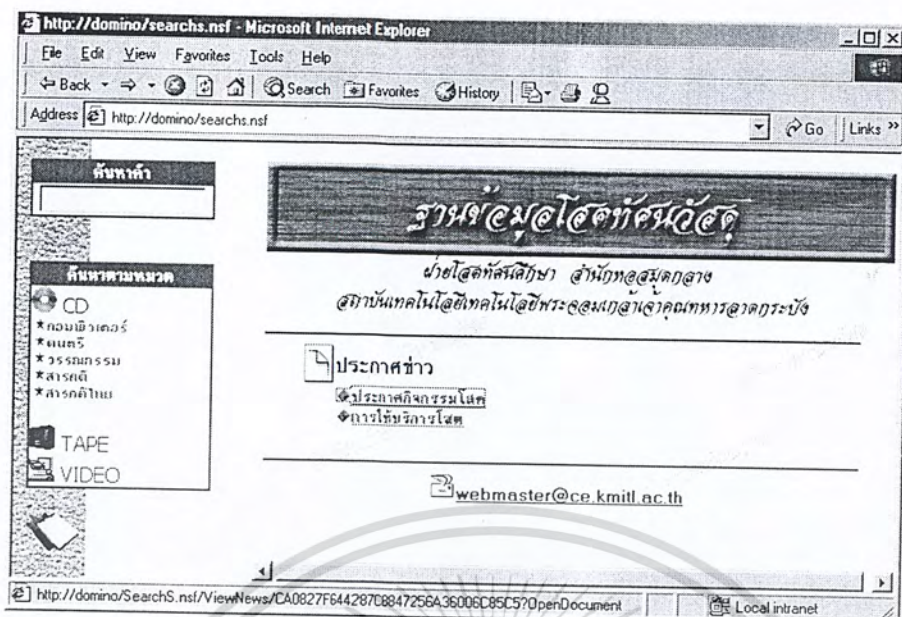 http://domino/searchs.nsf - Microsoft Internet Explorer
File Edit View Favorites Tools Help
Back Search Favorites History
Address http://domino/searchs.nsf Go Links »
ค้นหาคำ
ค้นหาตามหมวด
CD
*คอมพิวเตอร์
*ดนตรี
*วรรณกรรม
*สารคดี
*สารคดีไทย
TAPE
VIDEO
ฐานข้อมูลโสตทัศนวัสดุ
ฝ่ายโสตทัศนศึกษา สำนักหอสมุดกลาง
สถาบันเทคโนโลยีเทคโนโลยีพระจอมเกล้าเจ้าคุณทหารลาดกระบัง
ประกาศข่าว
ประกาศกิจกรรมโสต
การใช้บริการโสต
webmaster@ce.kmitl.ac.th
http://domino/SearchS.nsf/ViewNews/CA0827F644287C8847256A36006C85C5?OpenDocument Local intranet